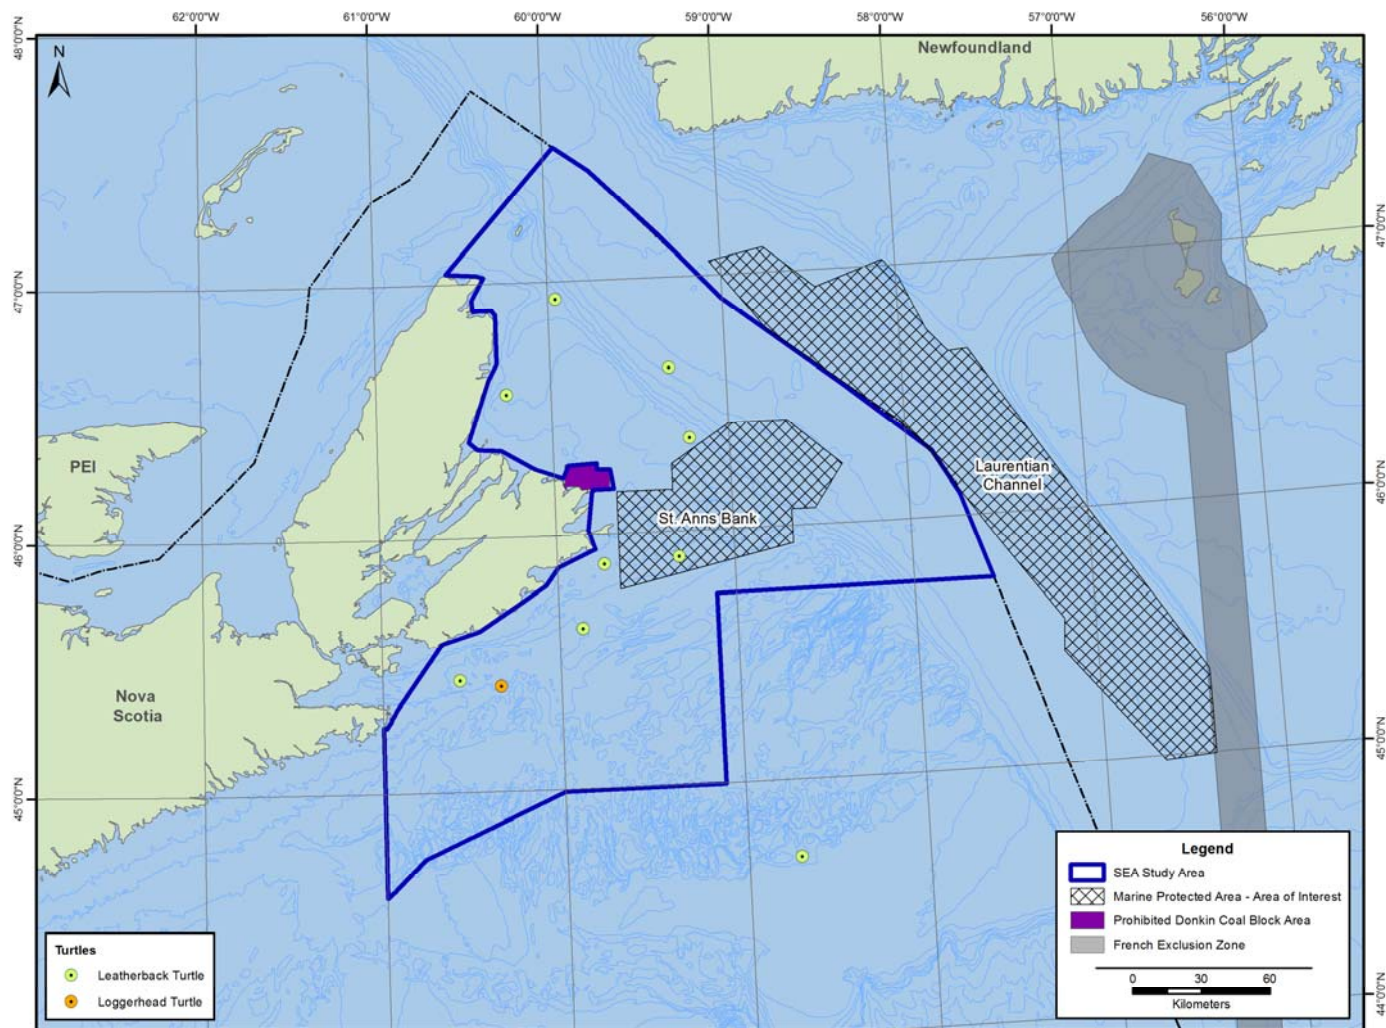 62°0'0"W 61°0'0"W 60°0'0"W 59°0'0"W 58°0'0"W 57°0'0"W 56°0'0"W
48°0'0"N
N
Newfoundland
47°0'0"N
47°0'0"N
PEI
46°0'0"N
Laurentian
Channel
St. Anns Bank
46°0'0"N
Nova
Scotia
45°0'0"N
45°0'0"N
Legend
SEA Study Area
Marine Protected Area - Area of Interest
Prohibited Donkin Coal Block Area
French Exclusion Zone
0 30 60
Kilometers
Turtles
Leatherback Turtle
Loggerhead Turtle
44°0'0"N